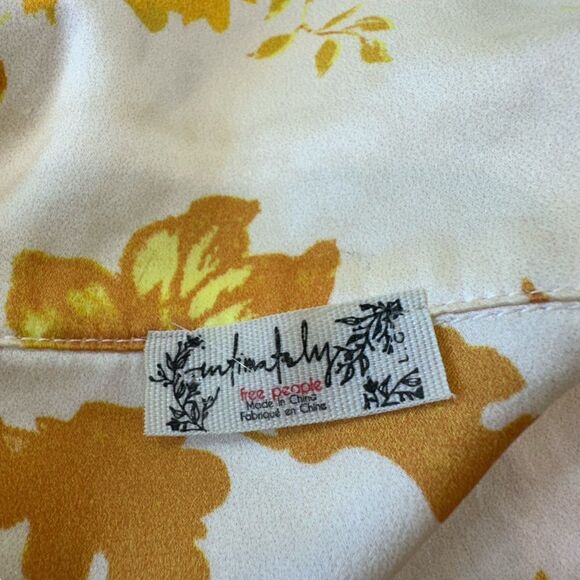 intimately
free people
Made in China
Fabriqué en Chine